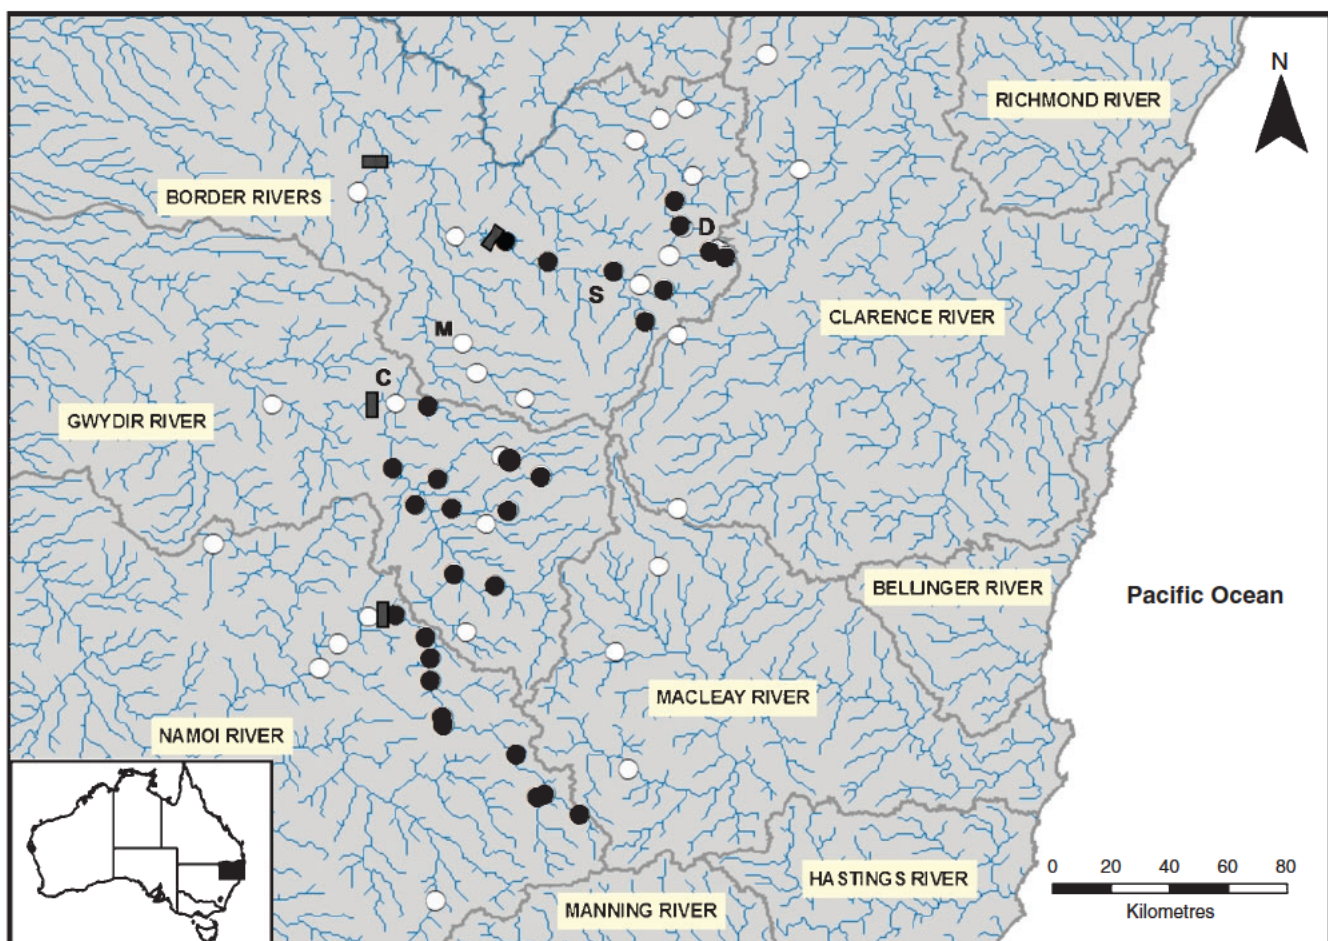 N
RICHMOND RIVER
BORDER RIVERS
D
S
CLARENCE RIVER
M
C
GWYDIR RIVER
BELLINGER RIVER
Pacific Ocean
MACLEAY RIVER
NAMOI RIVER
0 20 40 60 80
Kilometres
HASTINGS RIVER
MANNING RIVER